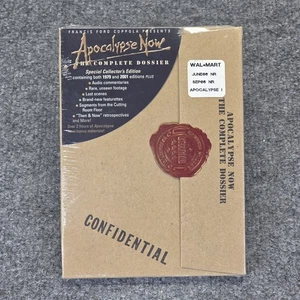 FRANCIS FORD COPPOLA PRESENTS
Apocalypse Now
THE COMPLETE DOSSIER
Special Collector's Edition
containing both 1979 and 2001 editions PLUS
• Audio commentaries
• Rare, unseen footage
• Lost scenes
• Brand new featurettes
• Segments from the Cutting
Room Floor
• "Then & Now" retrospectives
and More!
WAL★MART
APOCALYPSE
APOCALYPSE NOW
THE COMPLETE DOSSIER
CONFIDENTIAL